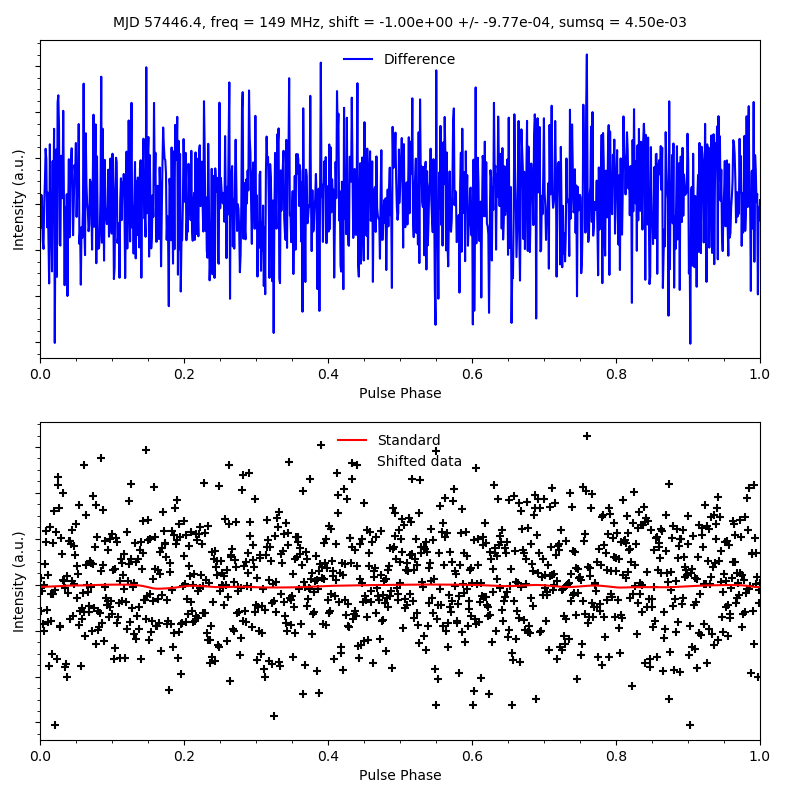 MJD 57446.4, freq = 149 MHz, shift = -1.00e+00 +/- -9.77e-04, sumsq = 4.50e-03
Difference
Intensity (a.u.)
0.0 0.2 0.4 0.6 0.8 1.0
Pulse Phase
Standard
Shifted data
Intensity (a.u.)
0.0 0.2 0.4 0.6 0.8 1.0
Pulse Phase